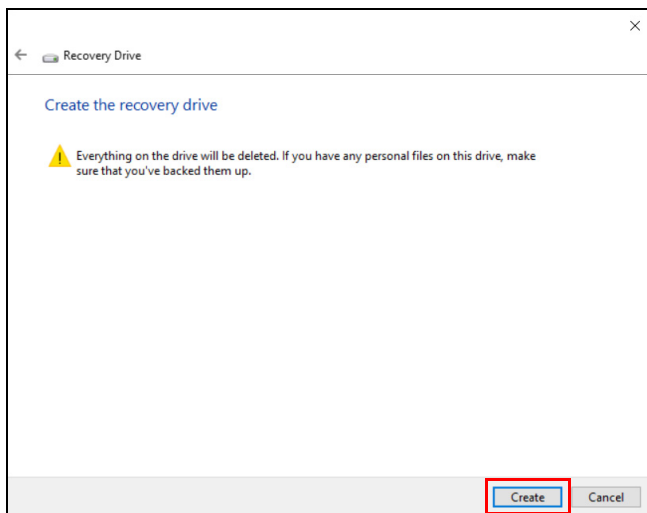 Recovery Drive
Create the recovery drive
Everything on the drive will be deleted. If you have any personal files on this drive, make
sure that you've backed them up.
Create Cancel